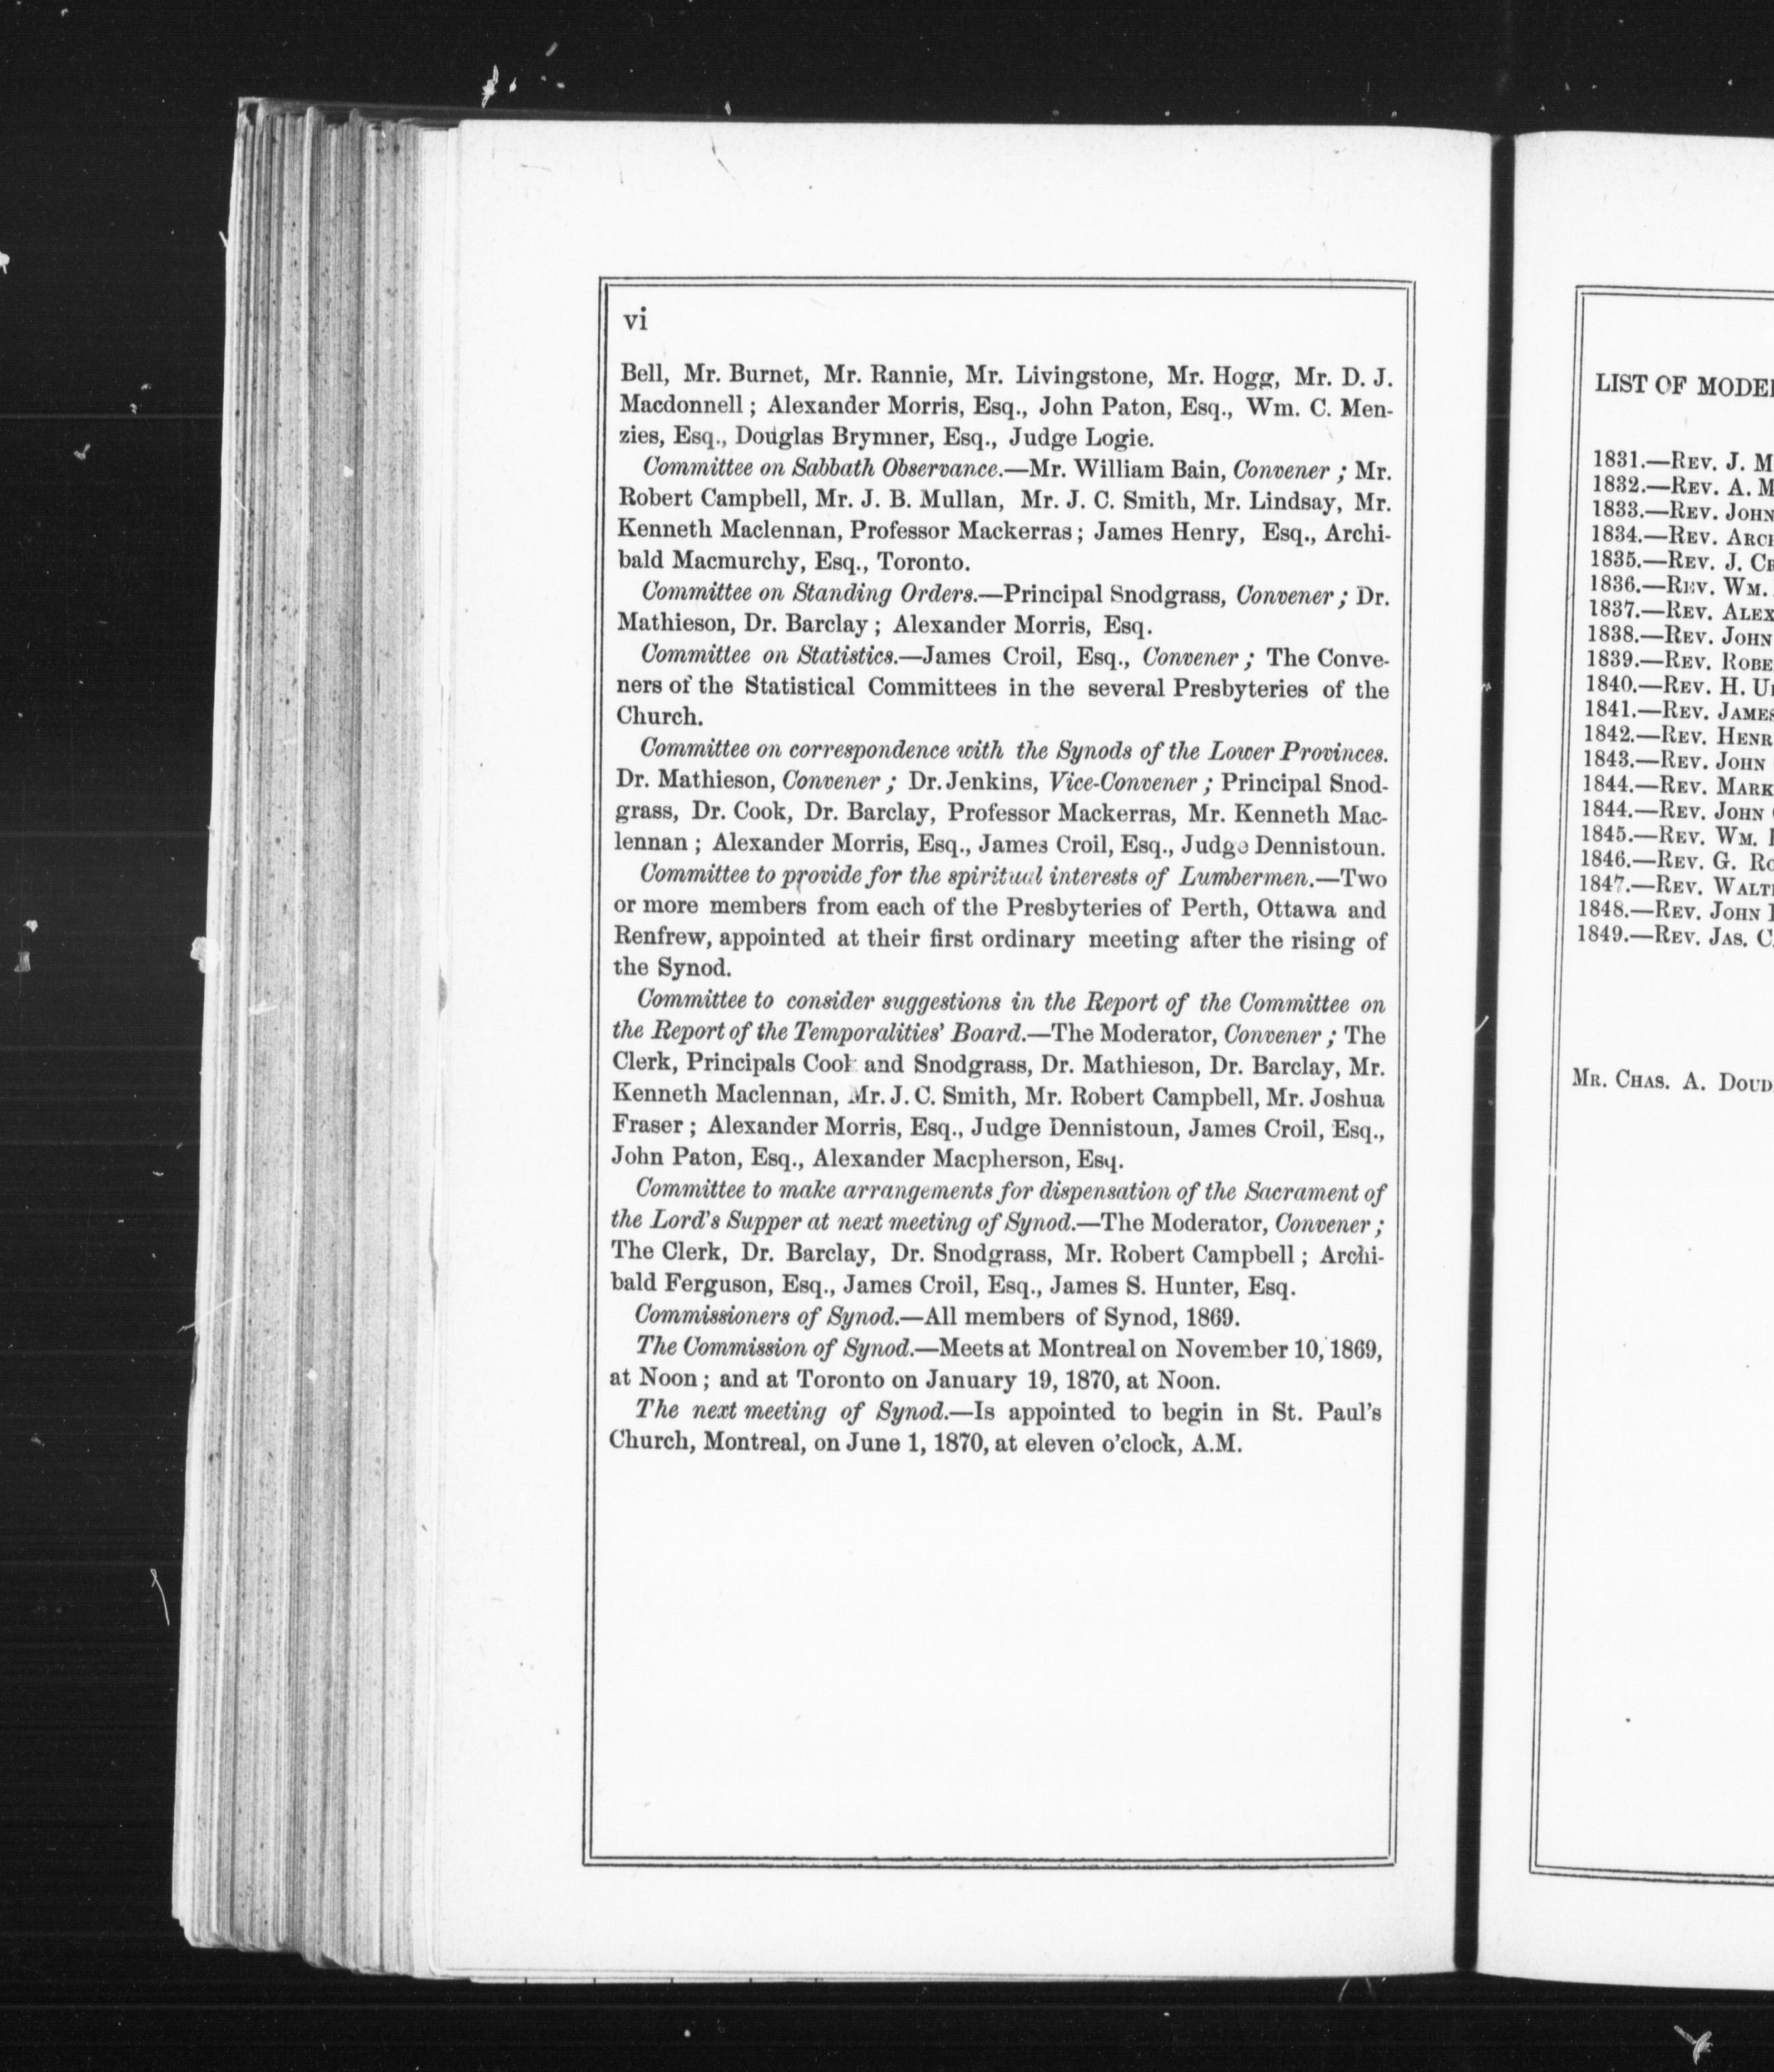 vi
Bell, Mr. Burnet, Mr. Rannie, Mr. Livingstone, Mr. Hogg, Mr. D. J.
Macdonnell ; Alexander Morris, Esq., John Paton, Esq., Wm. C. Men-
zies, Esq., Douglas Brymner, Esq., Judge Logie.
Committee on Sabbath Observance.—Mr. William Bain, Convener ; Mr.
Robert Campbell, Mr. J. B. Mullan, Mr. J. C. Smith, Mr. Lindsay, Mr.
Kenneth Maclennan, Professor Mackerras ; James Henry, Esq., Archi-
bald Macmurchy, Esq., Toronto.
Committee on Standing Orders.—Principal Snodgrass, Convener ; Dr.
Mathieson, Dr. Barclay ; Alexander Morris, Esq.
Committee on Statistics.—James Croil, Esq., Convener ; The Conve-
ners of the Statistical Committees in the several Presbyteries of the
Church.
Committee on correspondence with the Synods of the Lower Provinces.
Dr. Mathieson, Convener ; Dr. Jenkins, Vice-Convener ; Principal Snod-
grass, Dr. Cook, Dr. Barclay, Professor Mackerras, Mr. Kenneth Mac-
lennan ; Alexander Morris, Esq., James Croil, Esq., Judge Dennistoun.
Committee to provide for the spiritual interests of Lumbermen.—Two
or more members from each of the Presbyteries of Perth, Ottawa and
Renfrew, appointed at their first ordinary meeting after the rising of
the Synod.
Committee to consider suggestions in the Report of the Committee on
the Report of the Temporalities' Board.—The Moderator, Convener ; The
Clerk, Principals Cook and Snodgrass, Dr. Mathieson, Dr. Barclay, Mr.
Kenneth Maclennan, Mr. J. C. Smith, Mr. Robert Campbell, Mr. Joshua
Fraser ; Alexander Morris, Esq., Judge Dennistoun, James Croil, Esq.,
John Paton, Esq., Alexander Macpherson, Esq.
Committee to make arrangements for dispensation of the Sacrament of
the Lord's Supper at next meeting of Synod.—The Moderator, Convener ;
The Clerk, Dr. Barclay, Dr. Snodgrass, Mr. Robert Campbell ; Archi-
bald Ferguson, Esq., James Croil, Esq., James S. Hunter, Esq.
Commissioners of Synod.—All members of Synod, 1869.
The Commission of Synod.—Meets at Montreal on November 10, 1869,
at Noon ; and at Toronto on January 19, 1870, at Noon.
The next meeting of Synod.—Is appointed to begin in St. Paul's
Church, Montreal, on June 1, 1870, at eleven o'clock, A.M.
LIST OF
1831.—REV. J.
1832.—REV. A.
1833.—REV. JOHN
1834.—REV.
1835.—REV. J.
1836.—REV. WM.
1837.—REV. ALEX
1838.—REV. JOHN
1839.—REV.
1840.—REV. H.
1841.—REV. JAMES
1842.—REV.
1843.—REV. JOHN
1844.—REV. MARK
1844.—REV. JOHN
1845.—REV. WM.
1846.—REV. G.
1847.—REV.
1848.—REV. JOHN
1849.—REV. JAS. C.
MR. CHAS. A.